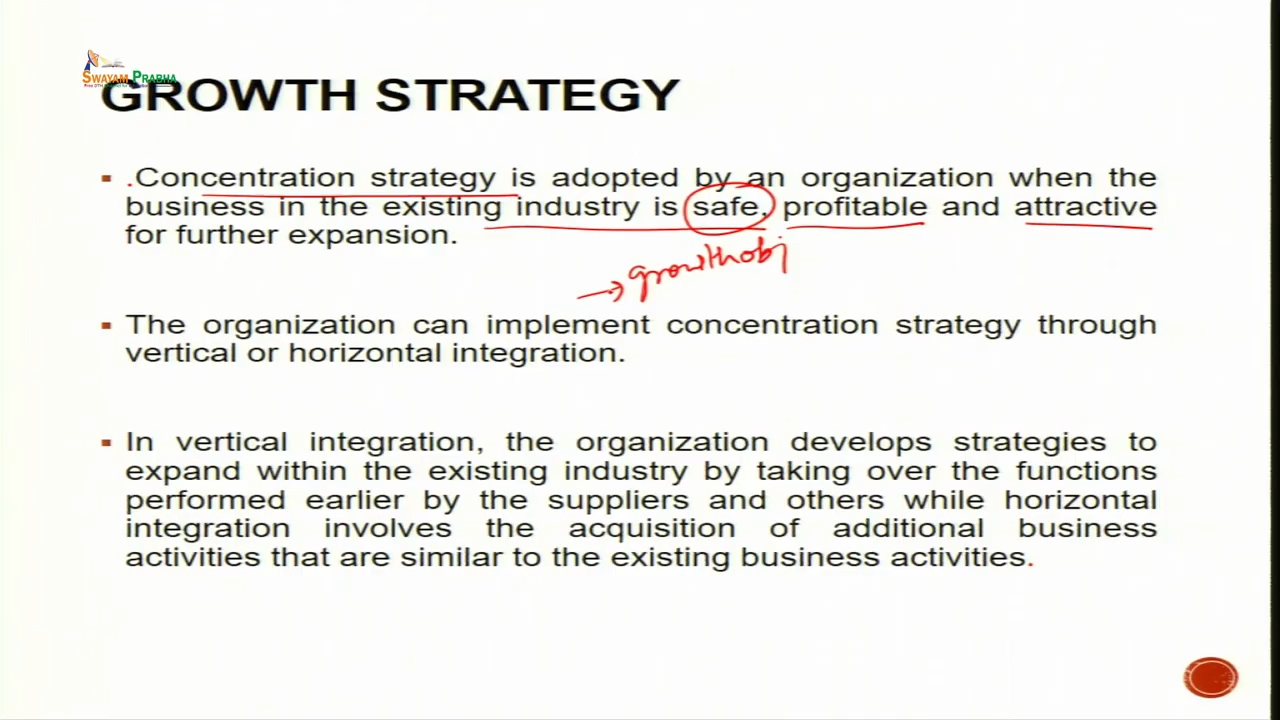 SWAYAM PRABHA
GROWTH STRATEGY
▪ .Concentration strategy is adopted by an organization when the
business in the existing industry is safe, profitable and attractive
for further expansion.
→ growth obj
▪ The organization can implement concentration strategy through
vertical or horizontal integration.
▪ In vertical integration, the organization develops strategies to
expand within the existing industry by taking over the functions
performed earlier by the suppliers and others while horizontal
integration involves the acquisition of additional business
activities that are similar to the existing business activities.